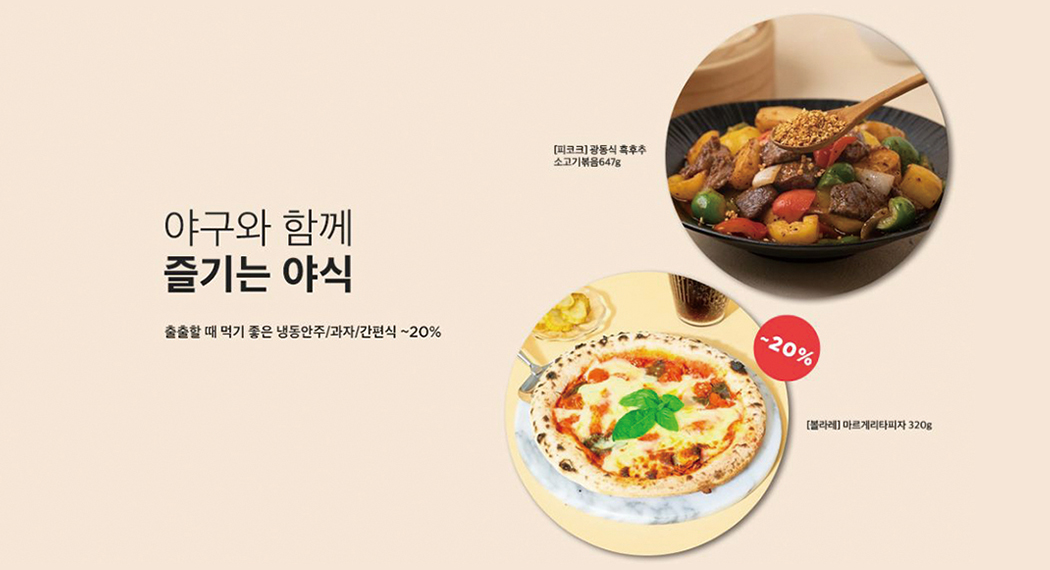 야구와 함께
즐기는 야식
출출할 때 먹기 좋은 냉동안주/과자/간편식 ~20%
[피코크] 광동식 흑후추
소고기볶음647g
~20%
[볼라레] 마르게리타피자 320g